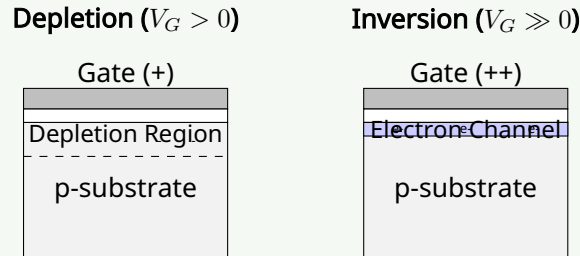 Depletion (V_G > 0)
Gate (+)
Depletion Region
p-substrate
Inversion (V_G ≫ 0)
Gate (++)
Electron Channel
p-substrate